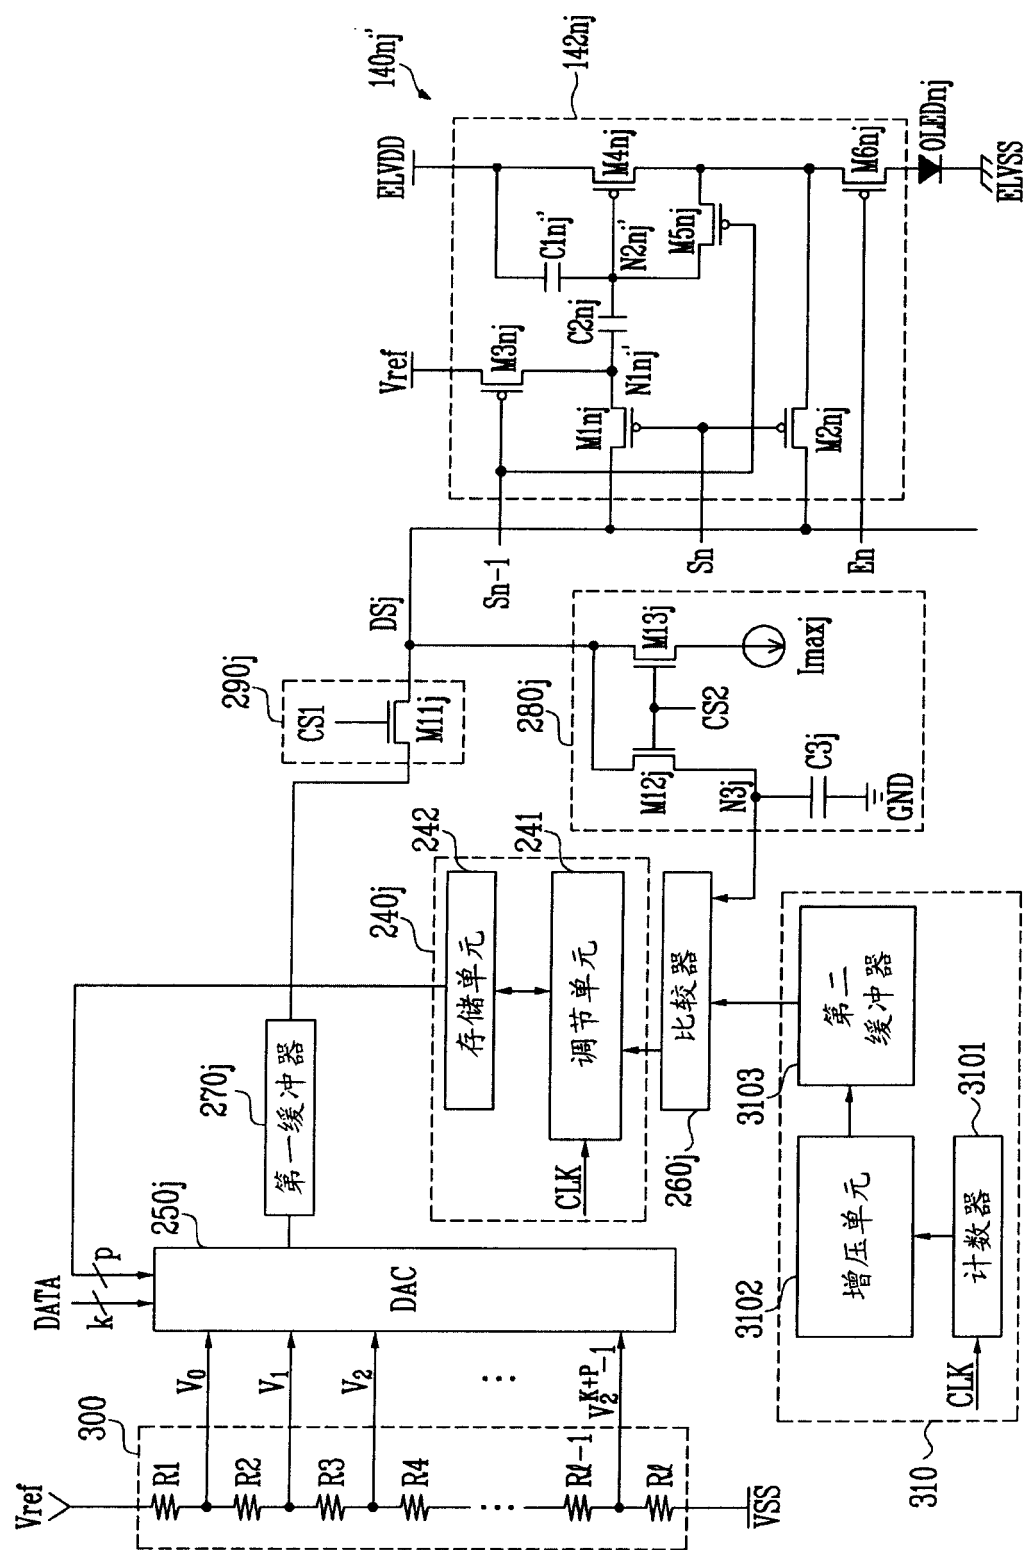 Vref
300
R1
R2
R3
R4
...
Rℓ-1
Rℓ
VSS
V0
V1
V2
...
V2^K+P-1
DATA
k
p
250j
DAC
270j
第一缓冲器
290j
CS1
M11j
DSj
240j
242
存储单元
241
调节单元
CLK
260j
比较器
280j
M12j
M13j
CS2
N3j
C3j
GND
Imaxj
310
3101
计数器
CLK
3102
增压单元
3103
第二
缓冲器
140nj''
142nj
ELVDD
Vref
M3nj
C1nj''
C2nj
N1nj''
N2nj''
M4nj
M5nj
M1nj
M2nj
M6nj
OLEDnj
ELVSS
Sn-1
Sn
En